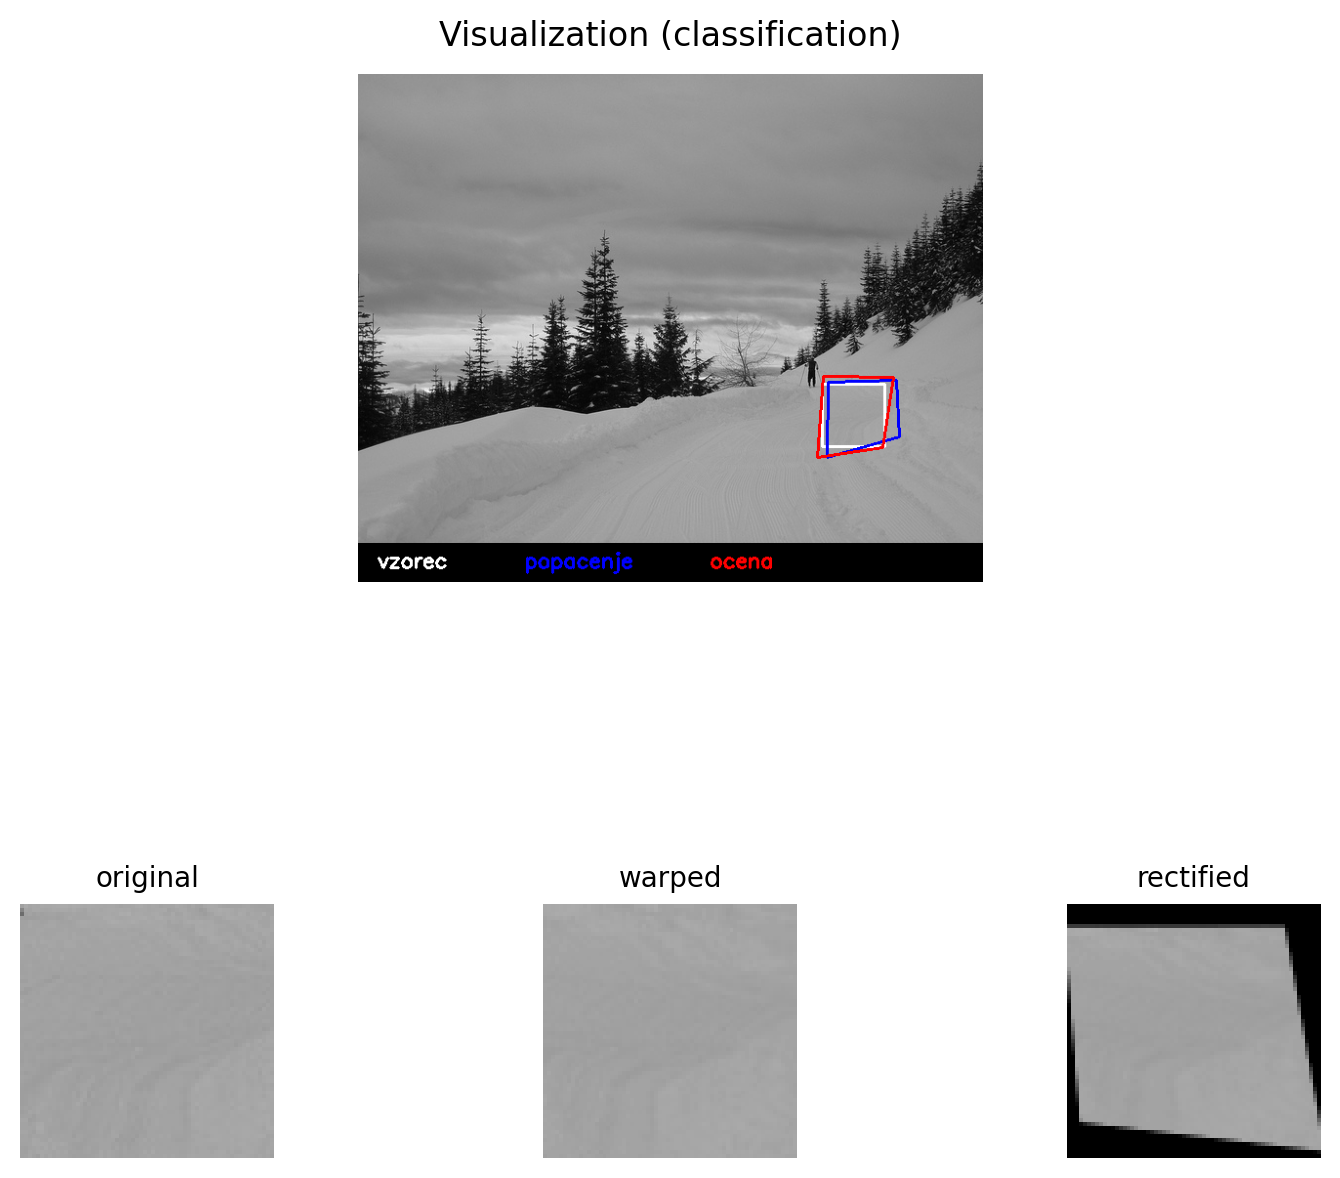 Visualization (classification)
vzorec popacenje ocena
original warped rectified